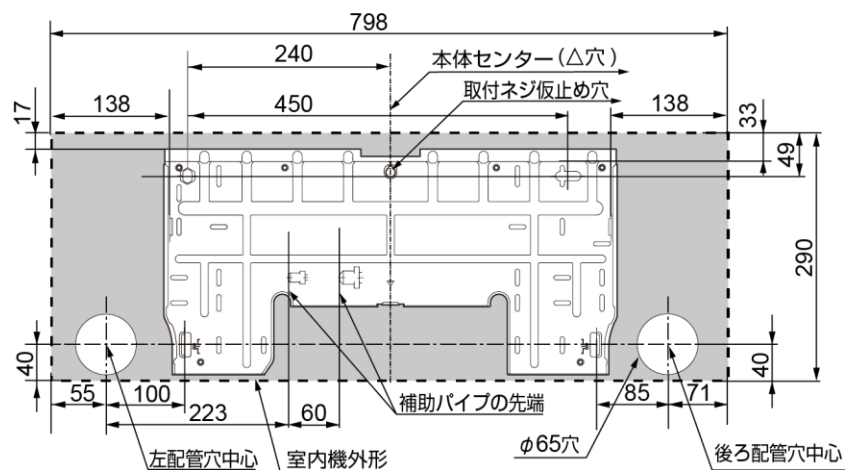 798
240
本体センター(△穴)
取付ネジ仮止め穴
17
138
450
138
33
49
290
40
40
55
100
223
60
補助パイプの先端
85
71
φ65穴
左配管穴中心
室内機外形
後ろ配管穴中心